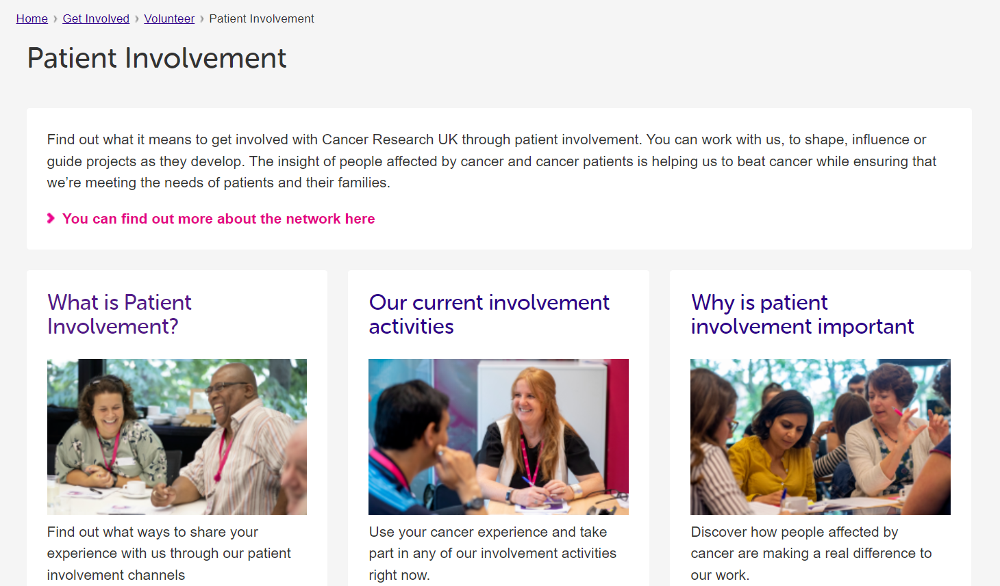 Home › Get Involved › Volunteer › Patient Involvement
Patient Involvement
Find out what it means to get involved with Cancer Research UK through patient involvement. You can work with us, to shape, influence or
guide projects as they develop. The insight of people affected by cancer and cancer patients is helping us to beat cancer while ensuring that
we’re meeting the needs of patients and their families.
You can find out more about the network here
What is Patient
Involvement?
Find out what ways to share your
experience with us through our patient
involvement channels
Our current involvement
activities
Use your cancer experience and take
part in any of our involvement activities
right now.
Why is patient
involvement important
Discover how people affected by
cancer are making a real difference to
our work.